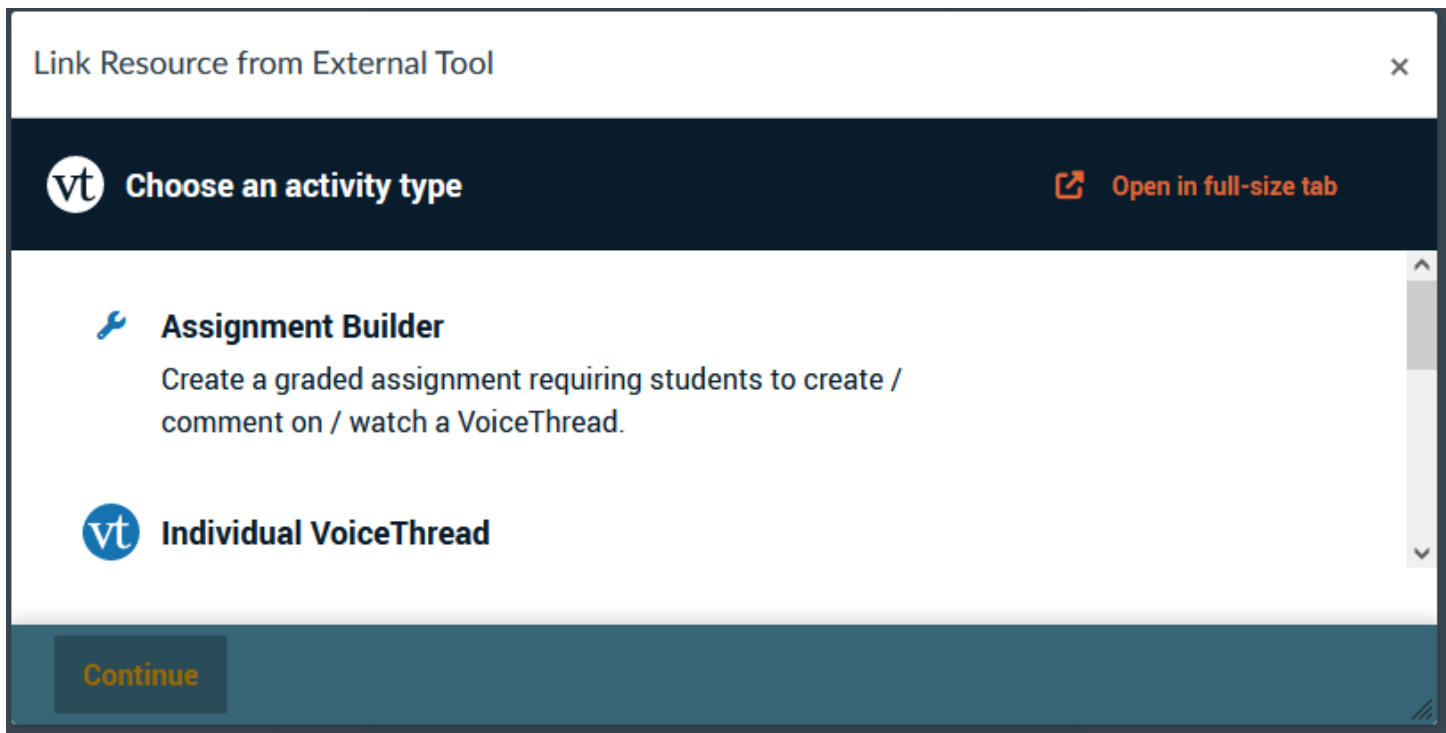 Link Resource from External Tool
×
vt Choose an activity type
Open in full-size tab
Assignment Builder
Create a graded assignment requiring students to create /
comment on / watch a VoiceThread.
vt Individual VoiceThread
Continue